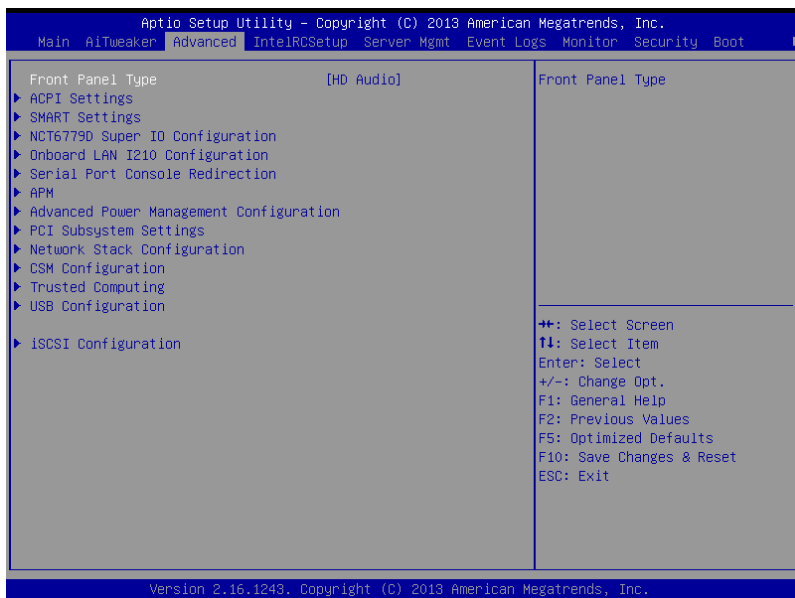 Aptio Setup Utility – Copyright (C) 2013 American Megatrends, Inc.
Main AiTweaker Advanced IntelRCSetup Server Mgmt Event Logs Monitor Security Boot
Front Panel Type [HD Audio]
ACPI Settings
SMART Settings
NCT6779D Super IO Configuration
Onboard LAN I210 Configuration
Serial Port Console Redirection
APM
Advanced Power Management Configuration
PCI Subsystem Settings
Network Stack Configuration
CSM Configuration
Trusted Computing
USB Configuration
iSCSI Configuration
Front Panel Type
→←: Select Screen
↑↓: Select Item
Enter: Select
+/-: Change Opt.
F1: General Help
F2: Previous Values
F5: Optimized Defaults
F10: Save Changes & Reset
ESC: Exit
Version 2.16.1243. Copyright (C) 2013 American Megatrends, Inc.